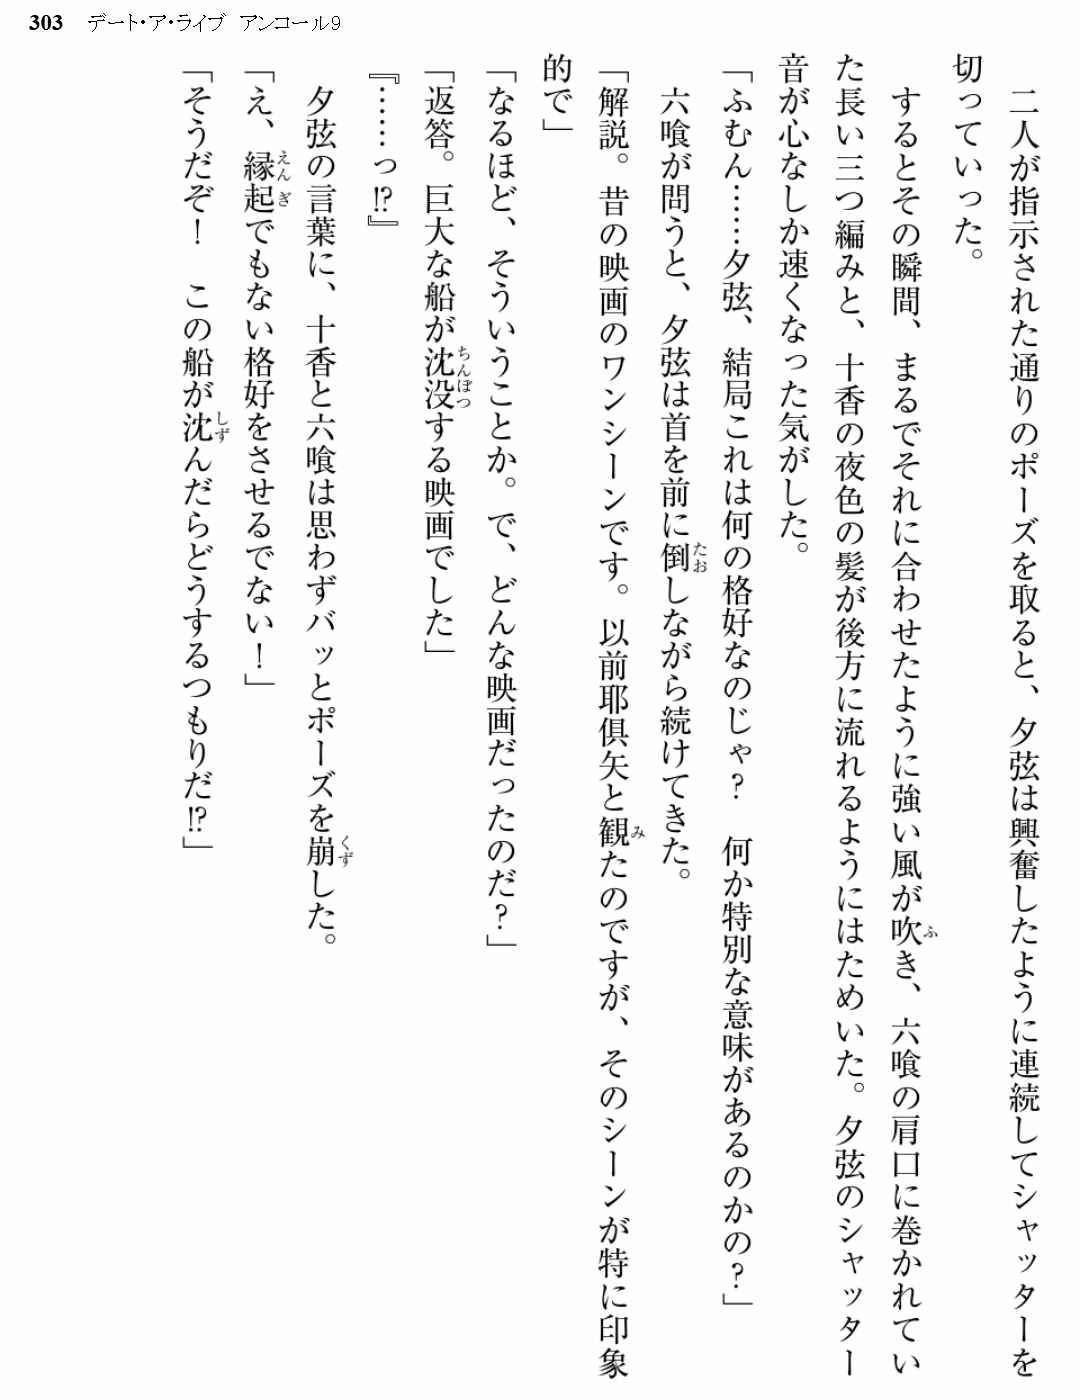 303 デート・ア・ライブ アンコール9
　二人が指示された通りのポーズを取ると、夕弦は興奮したように連続してシャッターを
切っていった。
　するとその瞬間、まるでそれに合わせたように強い風が吹き、六喰の肩口に巻かれてい
た長い三つ編みと、十香の夜色の髪が後方に流れるようにはためいた。夕弦のシャッター
音が心なしか速くなった気がした。
「ふむん……夕弦、結局これは何の格好なのじゃ？　何か特別な意味があるのかの？」
　六喰が問うと、夕弦は首を前に倒しながら続けてきた。
「解説。昔の映画のワンシーンです。以前耶倶矢と観たのですが、そのシーンが特に印象
的で」
「なるほど、そういうことか。で、どんな映画だったのだ？」
「返答。巨大な船が沈没する映画でした」
『……っ!?』
　夕弦の言葉に、十香と六喰は思わずバッとポーズを崩した。
「え、縁起でもない格好をさせるでない！」
「そうだぞ！　この船が沈んだらどうするつもりだ!?」